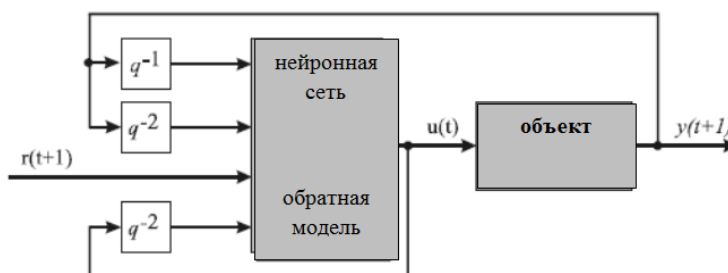 q⁻¹
нейронная
сеть
q⁻²
u(t)
объект
y(t+1)
r(t+1)
q⁻²
обратная
модель